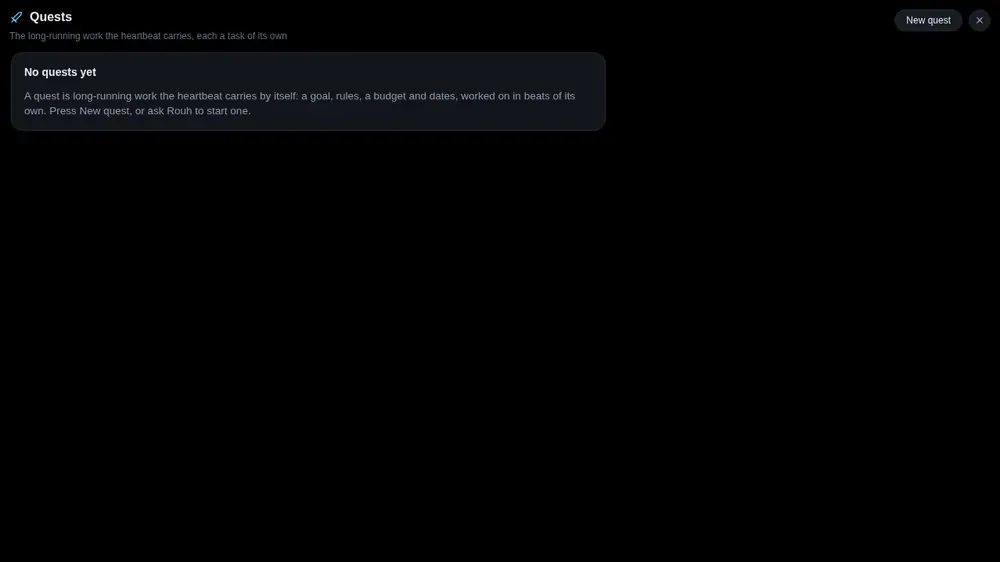 Quests
New quest
The long-running work the heartbeat carries, each a task of its own
No quests yet
A quest is long-running work the heartbeat carries by itself: a goal, rules, a budget and dates, worked on in beats of its
own. Press New quest, or ask Rouh to start one.